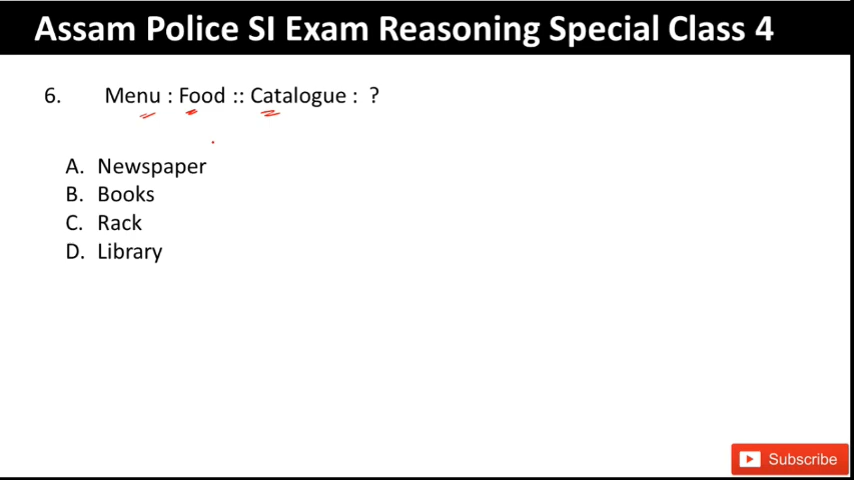 Assam Police SI Exam Reasoning Special Class 4
6. Menu : Food :: Catalogue : ?
A. Newspaper
B. Books
C. Rack
D. Library
Subscribe